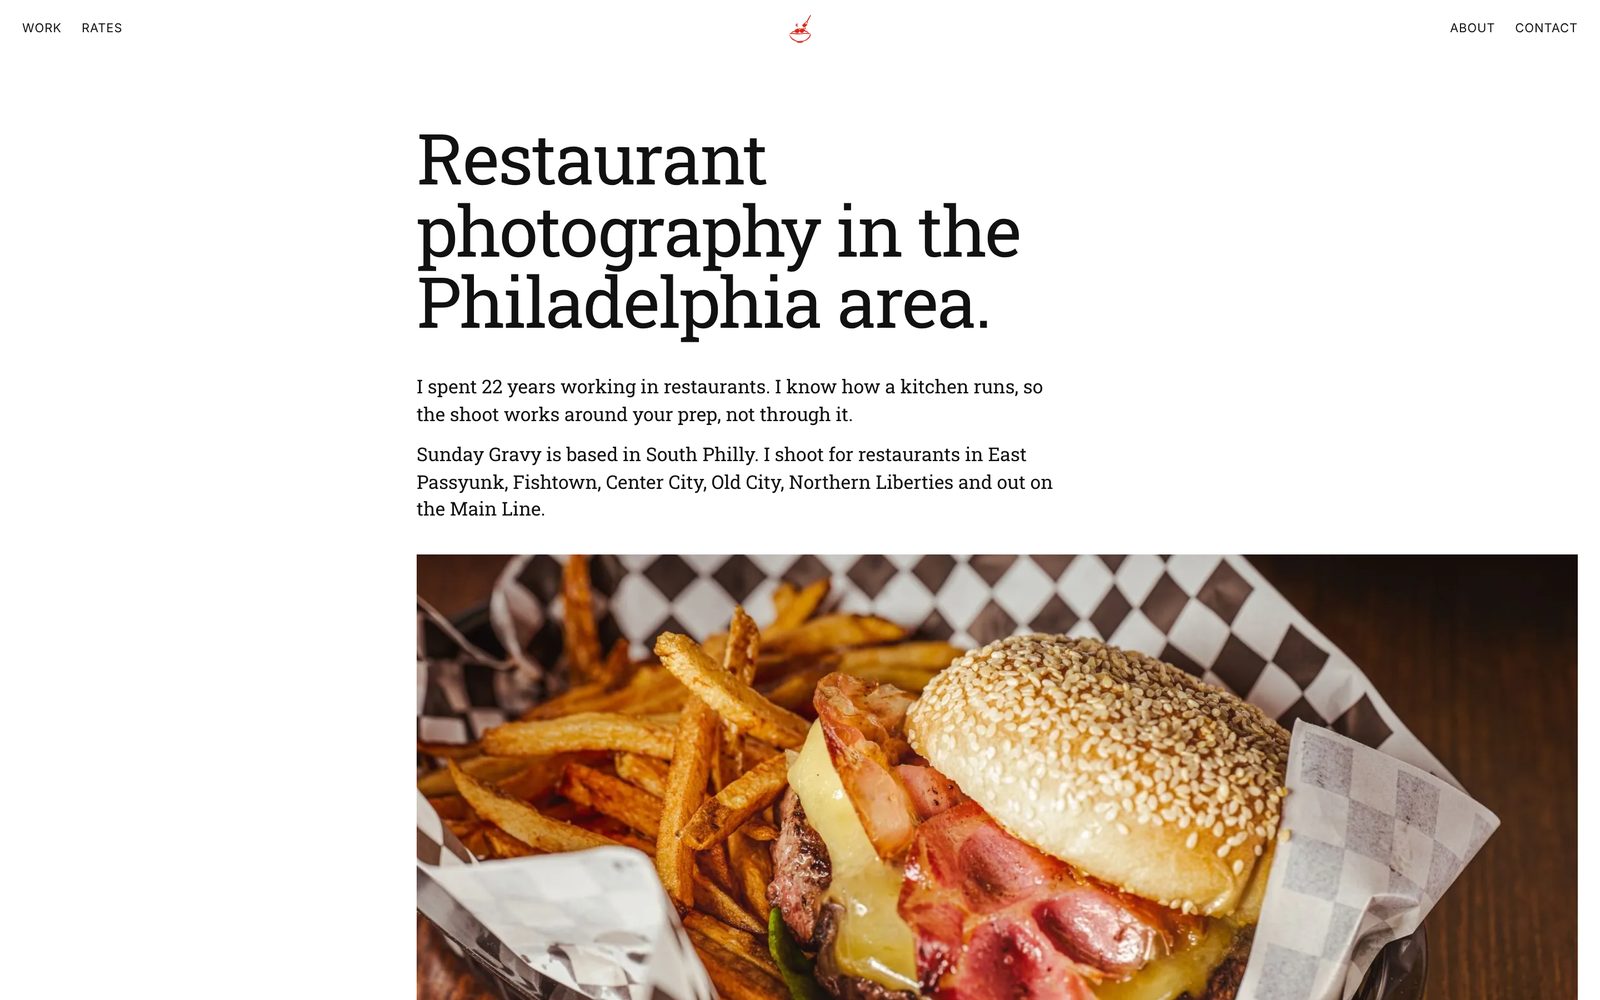 WORK RATES ABOUT CONTACT
Restaurant
photography in the
Philadelphia area.
I spent 22 years working in restaurants. I know how a kitchen runs, so
the shoot works around your prep, not through it.
Sunday Gravy is based in South Philly. I shoot for restaurants in East
Passyunk, Fishtown, Center City, Old City, Northern Liberties and out on
the Main Line.